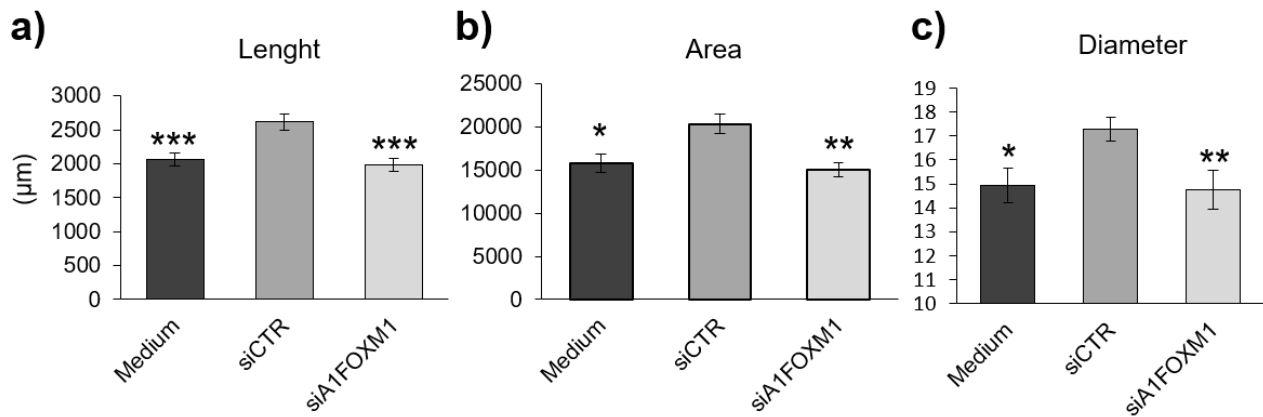 a)
Lenght
(µm)
3000
2500
2000
1500
1000
500
0
***
***
Medium
siCTR
siA1FOXM1
b)
Area
25000
20000
15000
10000
5000
0
*
**
Medium
siCTR
siA1FOXM1
c)
Diameter
19
18
17
16
15
14
13
12
11
10
*
**
Medium
siCTR
siA1FOXM1